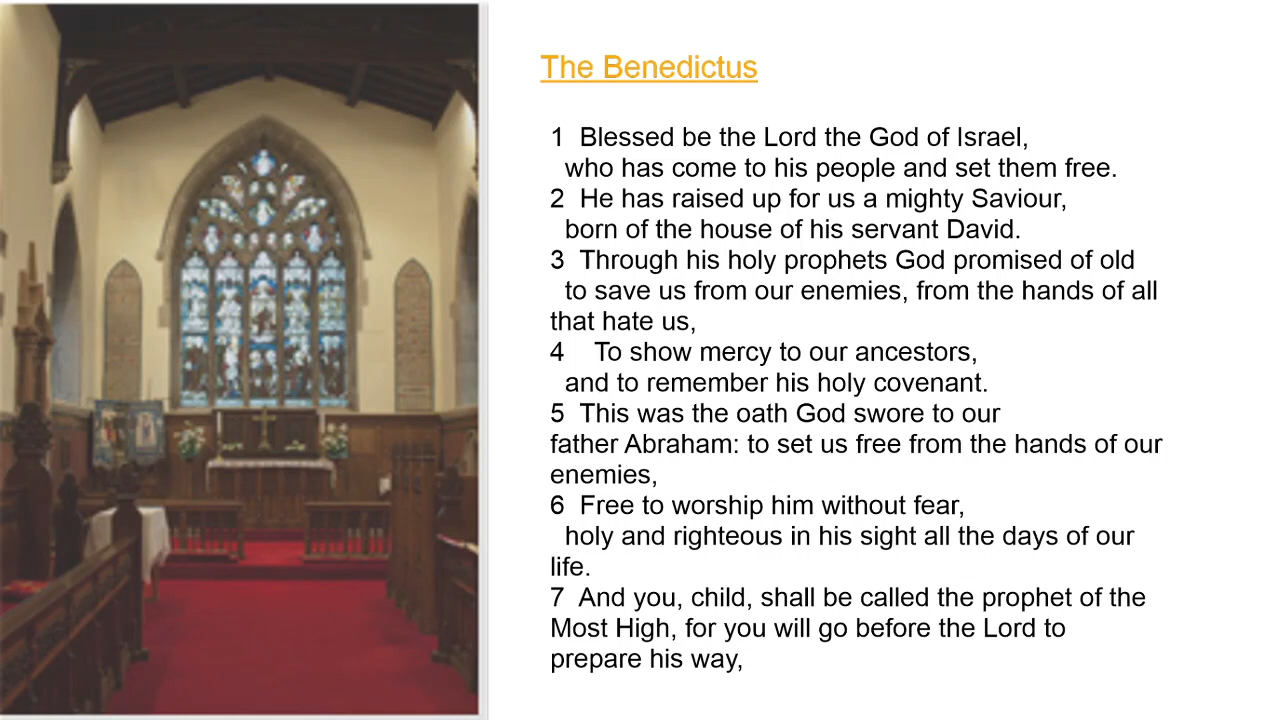 The Benedictus
1 Blessed be the Lord the God of Israel,
who has come to his people and set them free.
2 He has raised up for us a mighty Saviour,
born of the house of his servant David.
3 Through his holy prophets God promised of old
to save us from our enemies, from the hands of all
that hate us,
4 To show mercy to our ancestors,
and to remember his holy covenant.
5 This was the oath God swore to our
father Abraham: to set us free from the hands of our
enemies,
6 Free to worship him without fear,
holy and righteous in his sight all the days of our
life.
7 And you, child, shall be called the prophet of the
Most High, for you will go before the Lord to
prepare his way,